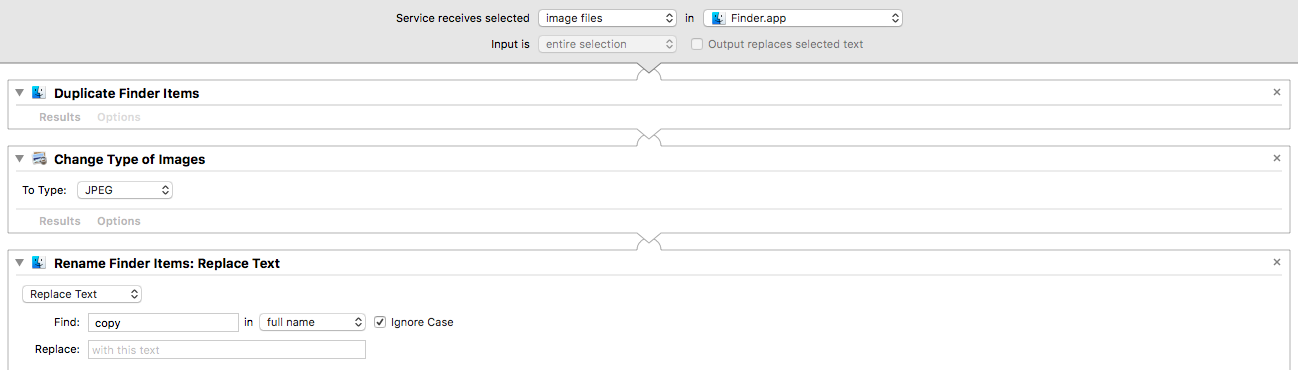 Service receives selected image files in Finder.app
Input is entire selection Output replaces selected text
Duplicate Finder Items
Results Options
Change Type of Images
To Type: JPEG
Results Options
Rename Finder Items: Replace Text
Replace Text
Find: copy in full name Ignore Case
Replace: with this text